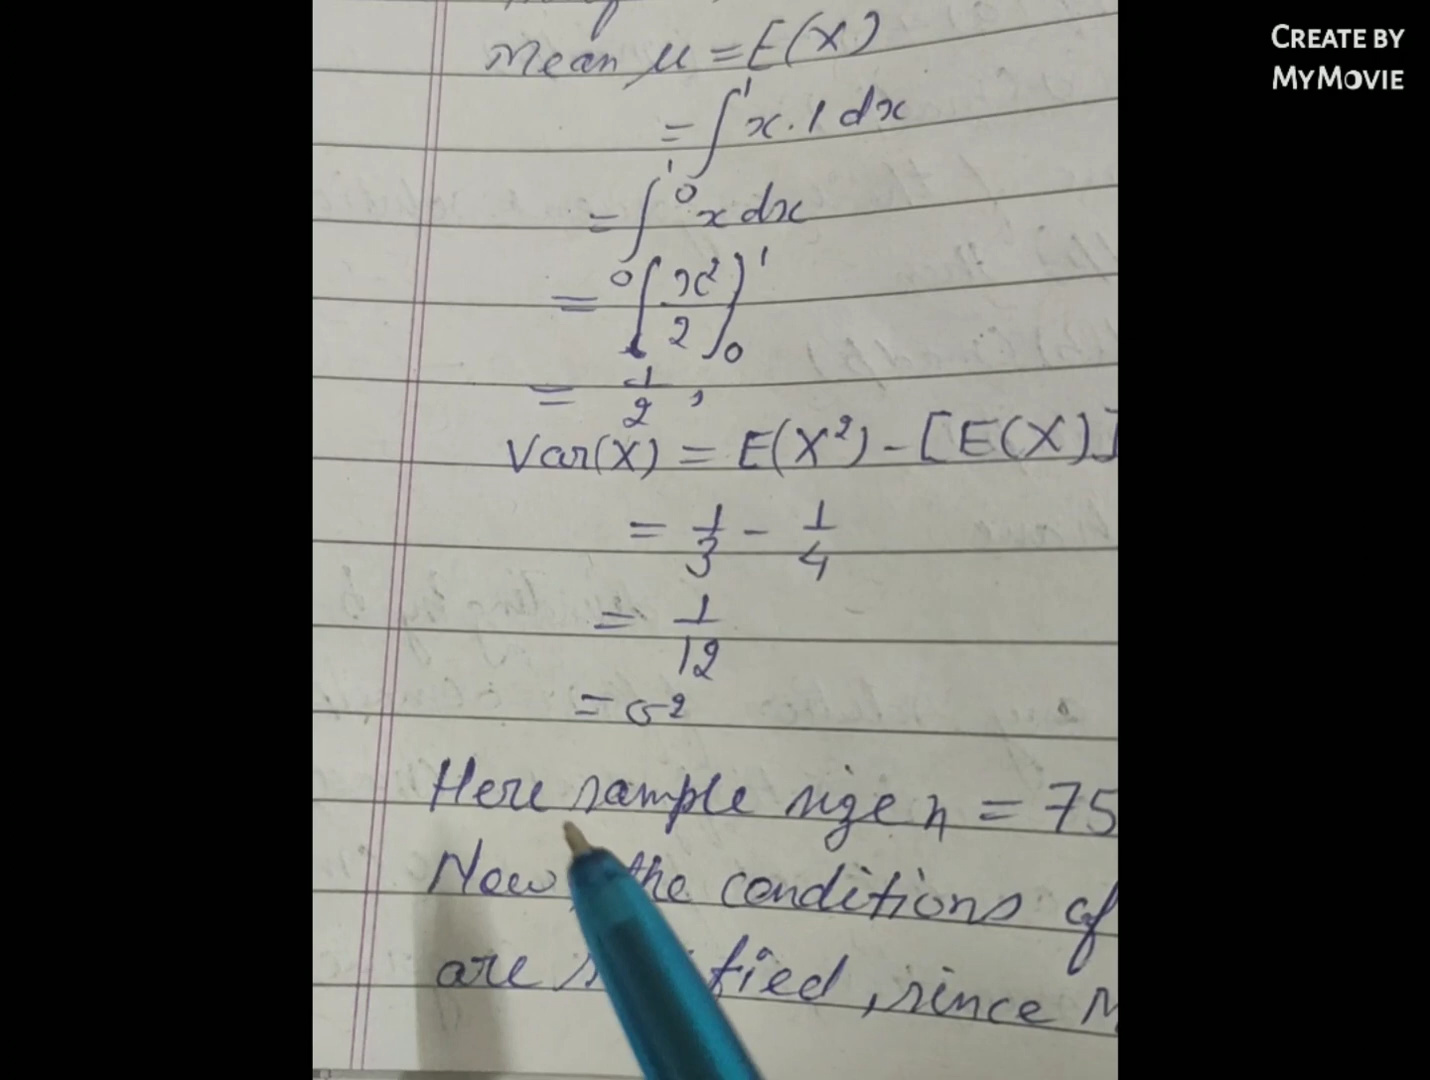 Mean μ = E(X)
= ∫₀¹ x.1 dx
= ∫₀¹ x dx
= [x²/2]₀¹
= 1/2,
Var(X) = E(X²) - [E(X)]
= 1/3 - 1/4
= 1/12
= σ²
Here sample size n = 75
Now, the conditions of
are, since
CREATE BY
MYMOVIE